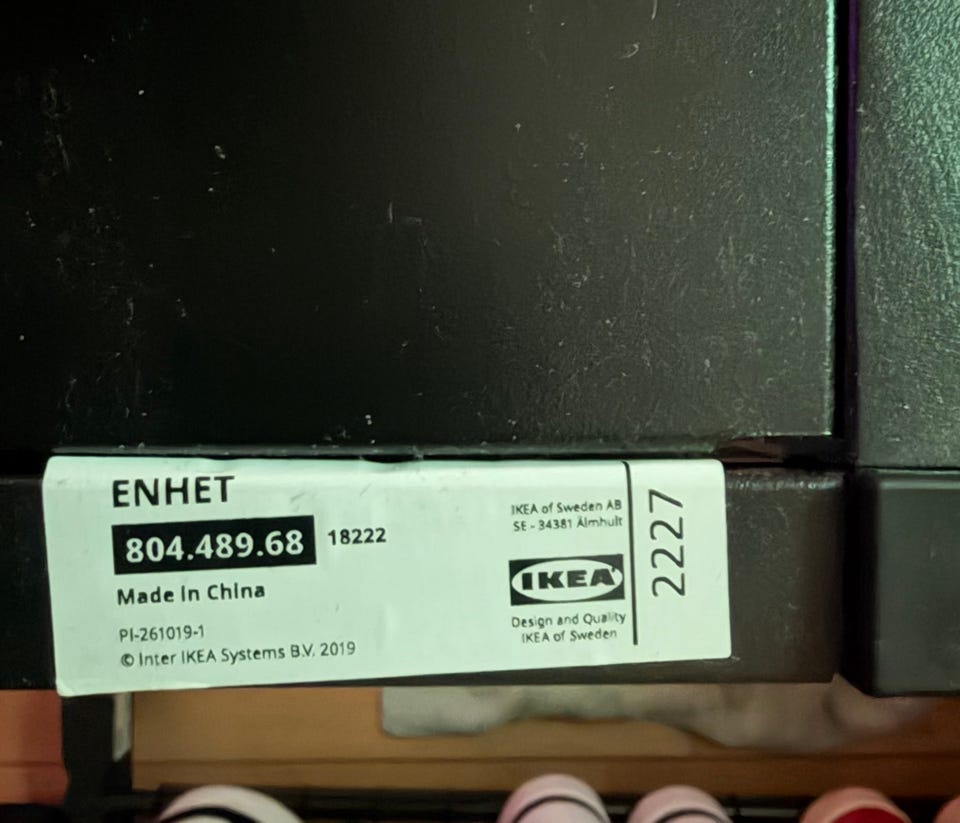 ENHET
804.489.68 18222
Made in China
PI-261019-1
© Inter IKEA Systems B.V. 2019
IKEA of Sweden AB
SE - 34381 Älmhult
IKEA
Design and Quality
IKEA of Sweden
2227